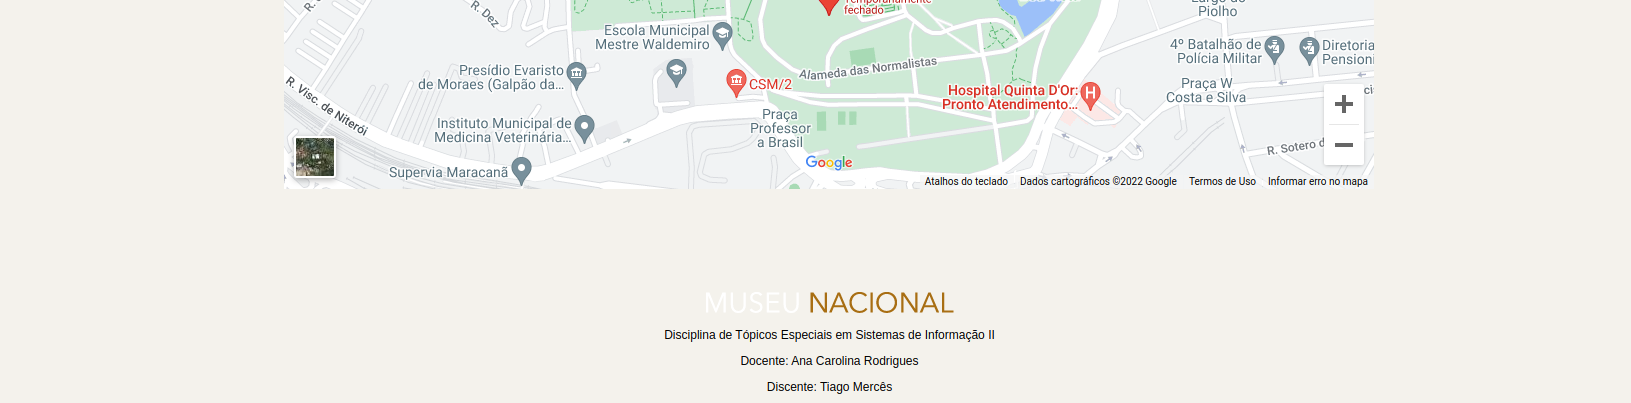 Temporariamente
fechado
R. Dez
Largo do
Piolho
Escola Municipal
Mestre Waldemiro
4º Batalhão de
Polícia Militar
Diretoria
Pensioni
Alameda das Normalistas
Presídio Evaristo
de Moraes (Galpão da...
CSM/2
Hospital Quinta D'Or:
Pronto Atendimento...
Praça W
Costa e Silva
R. Visc. de Niterói
Praça
Professor
a Brasil
Instituto Municipal de
Medicina Veterinária...
R. Sotero d
Supervia Maracanã
Google
Atalhos do teclado Dados cartográficos ©2022 Google Termos de Uso Informar erro no mapa
MUSEU NACIONAL
Disciplina de Tópicos Especiais em Sistemas de Informação II
Docente: Ana Carolina Rodrigues
Discente: Tiago Mercês